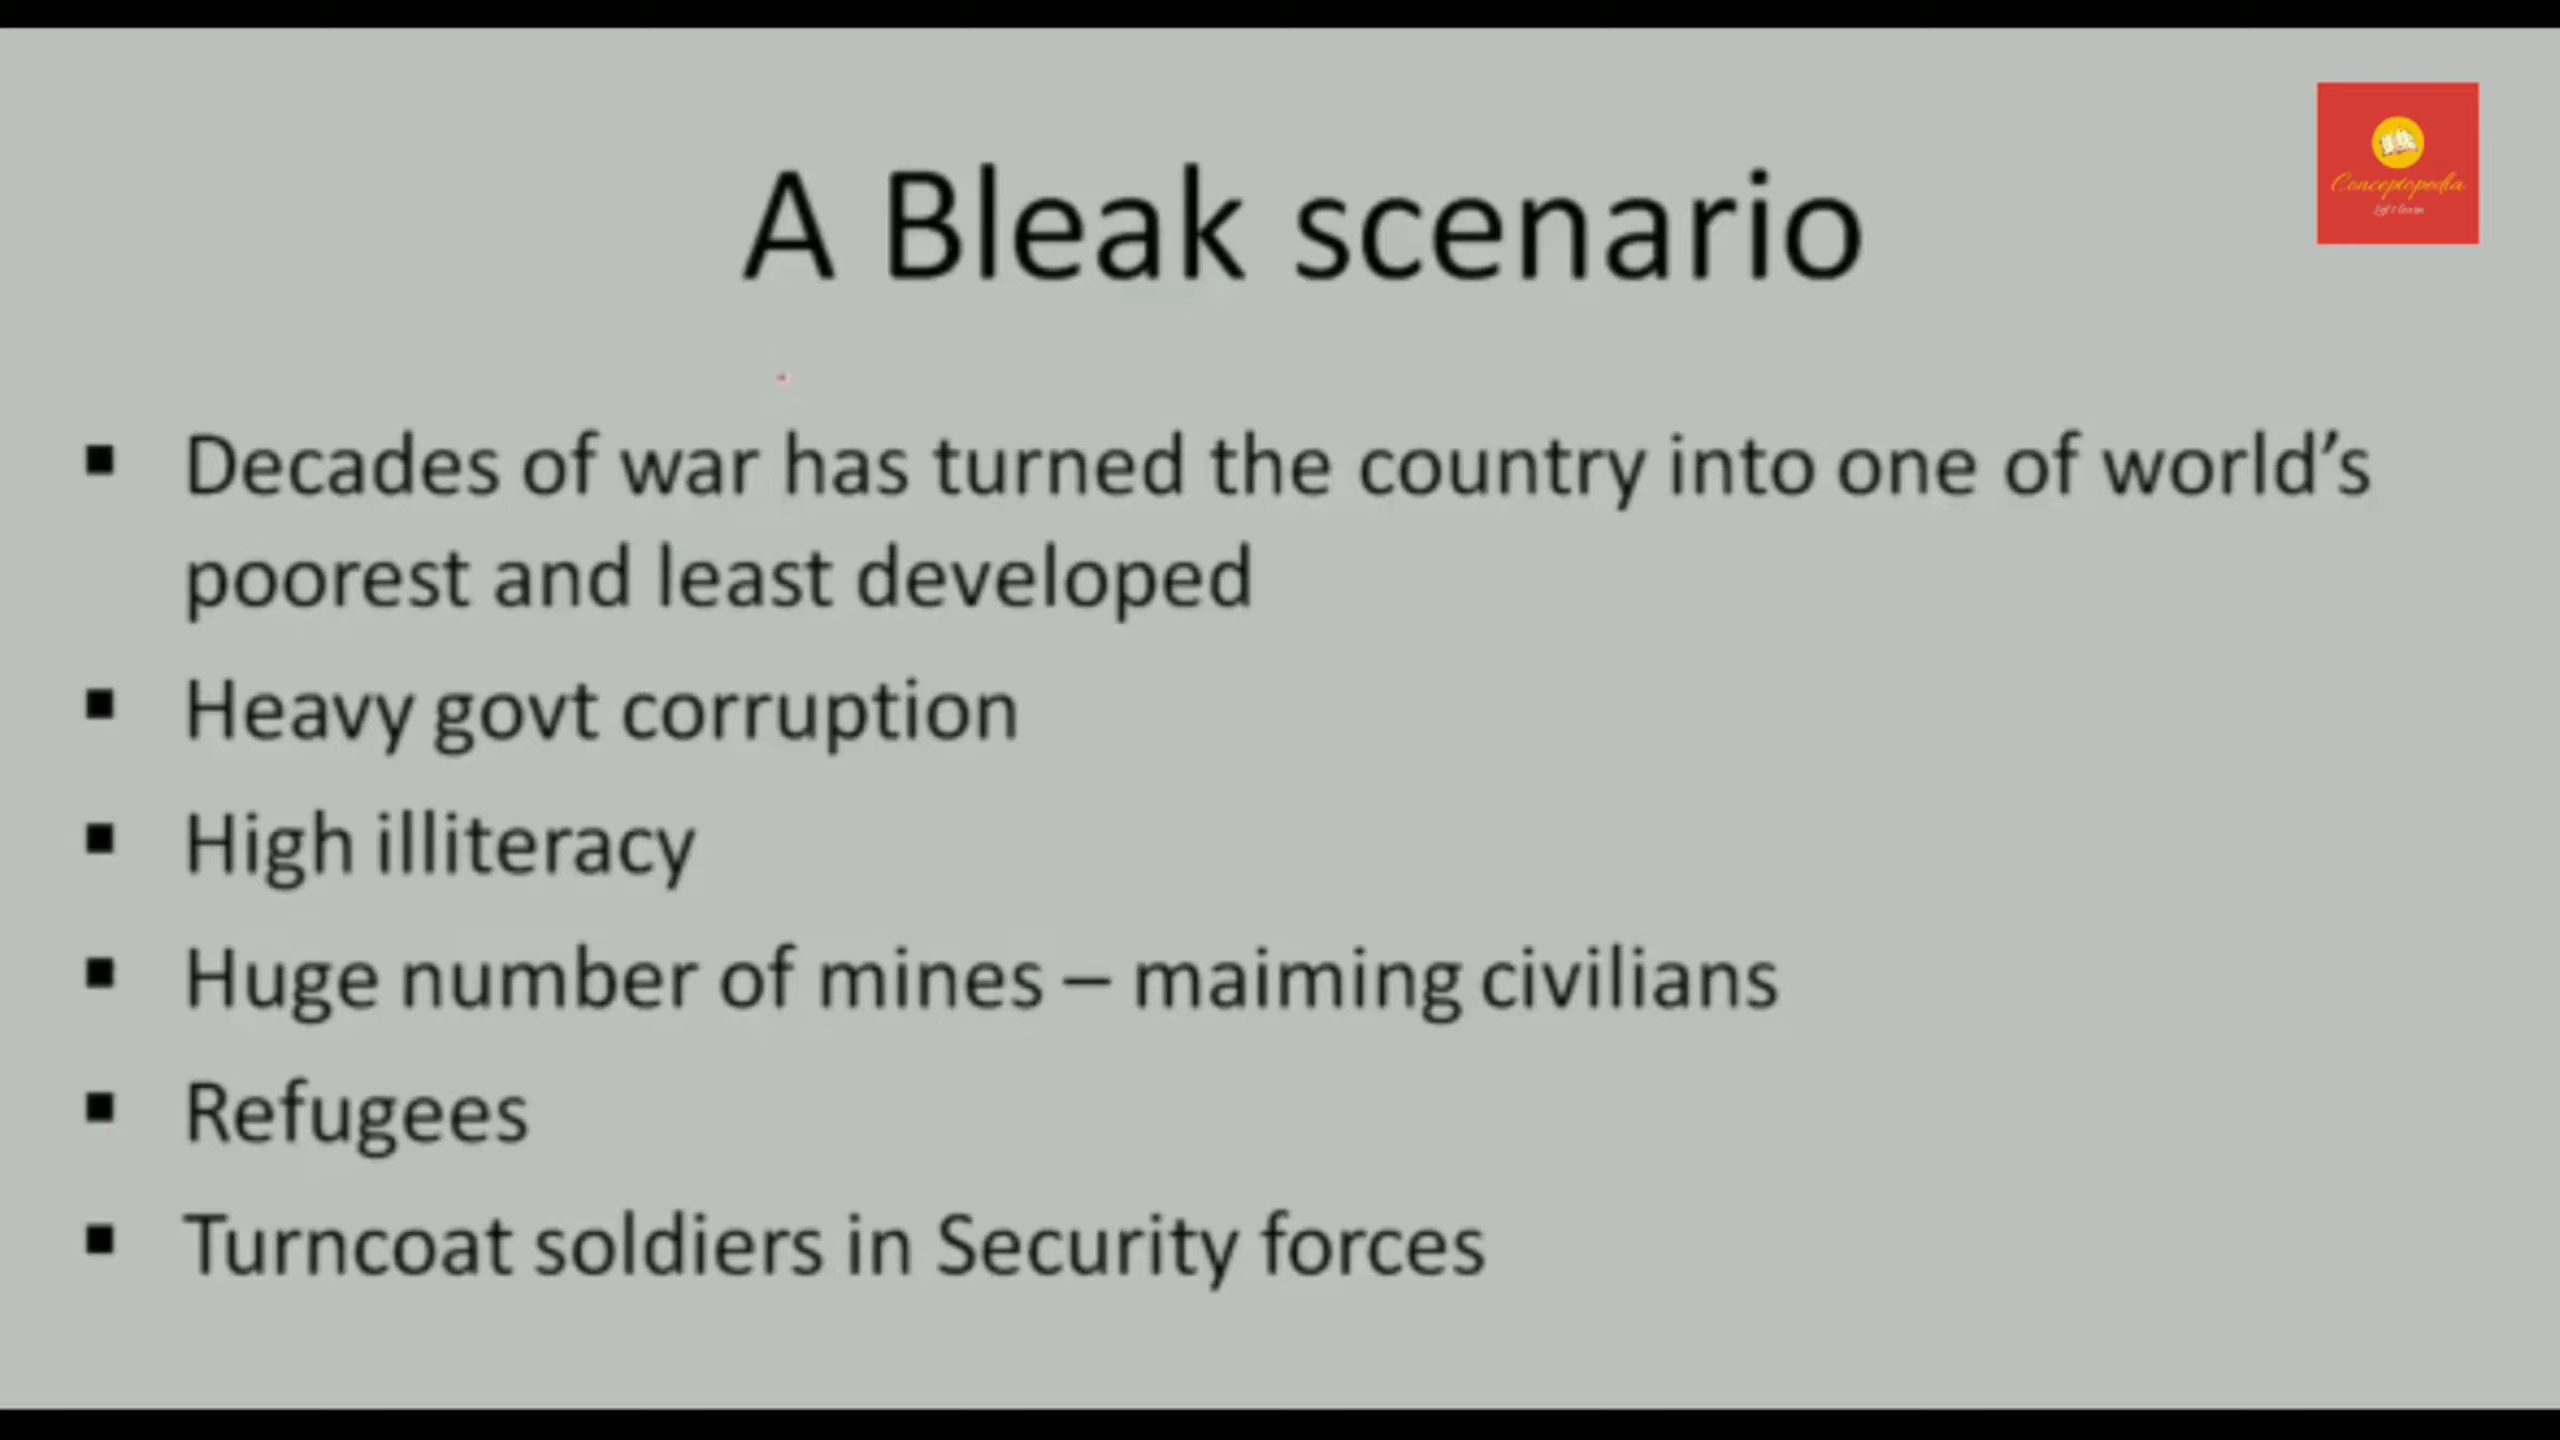 A Bleak scenario
Conceptopedia
▪ Decades of war has turned the country into one of world’s
poorest and least developed
▪ Heavy govt corruption
▪ High illiteracy
▪ Huge number of mines – maiming civilians
▪ Refugees
▪ Turncoat soldiers in Security forces